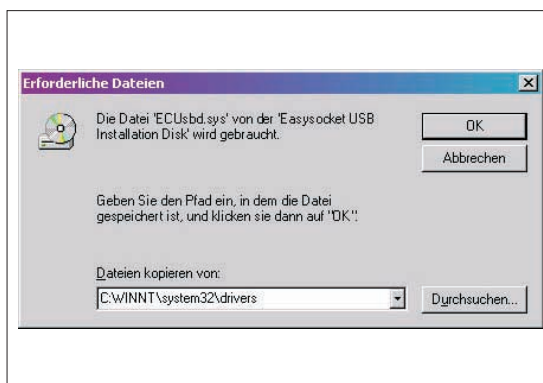 Erforderliche Dateien
Die Datei 'ECUsbd.sys' von der 'Easysocket USB
Installation Disk' wird gebraucht.
OK
Abbrechen
Geben Sie den Pfad ein, in dem die Datei
gespeichert ist, und klicken sie dann auf "OK".
Dateien kopieren von:
C:WINNT\system32\drivers
Durchsuchen...